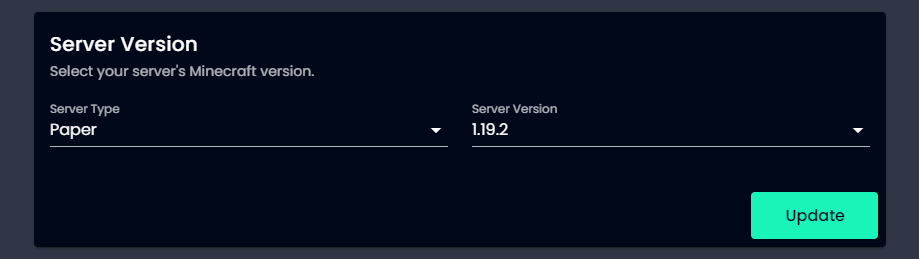 Server Version
Select your server's Minecraft version.
Server Type
Server Version
Paper
1.19.2
Update